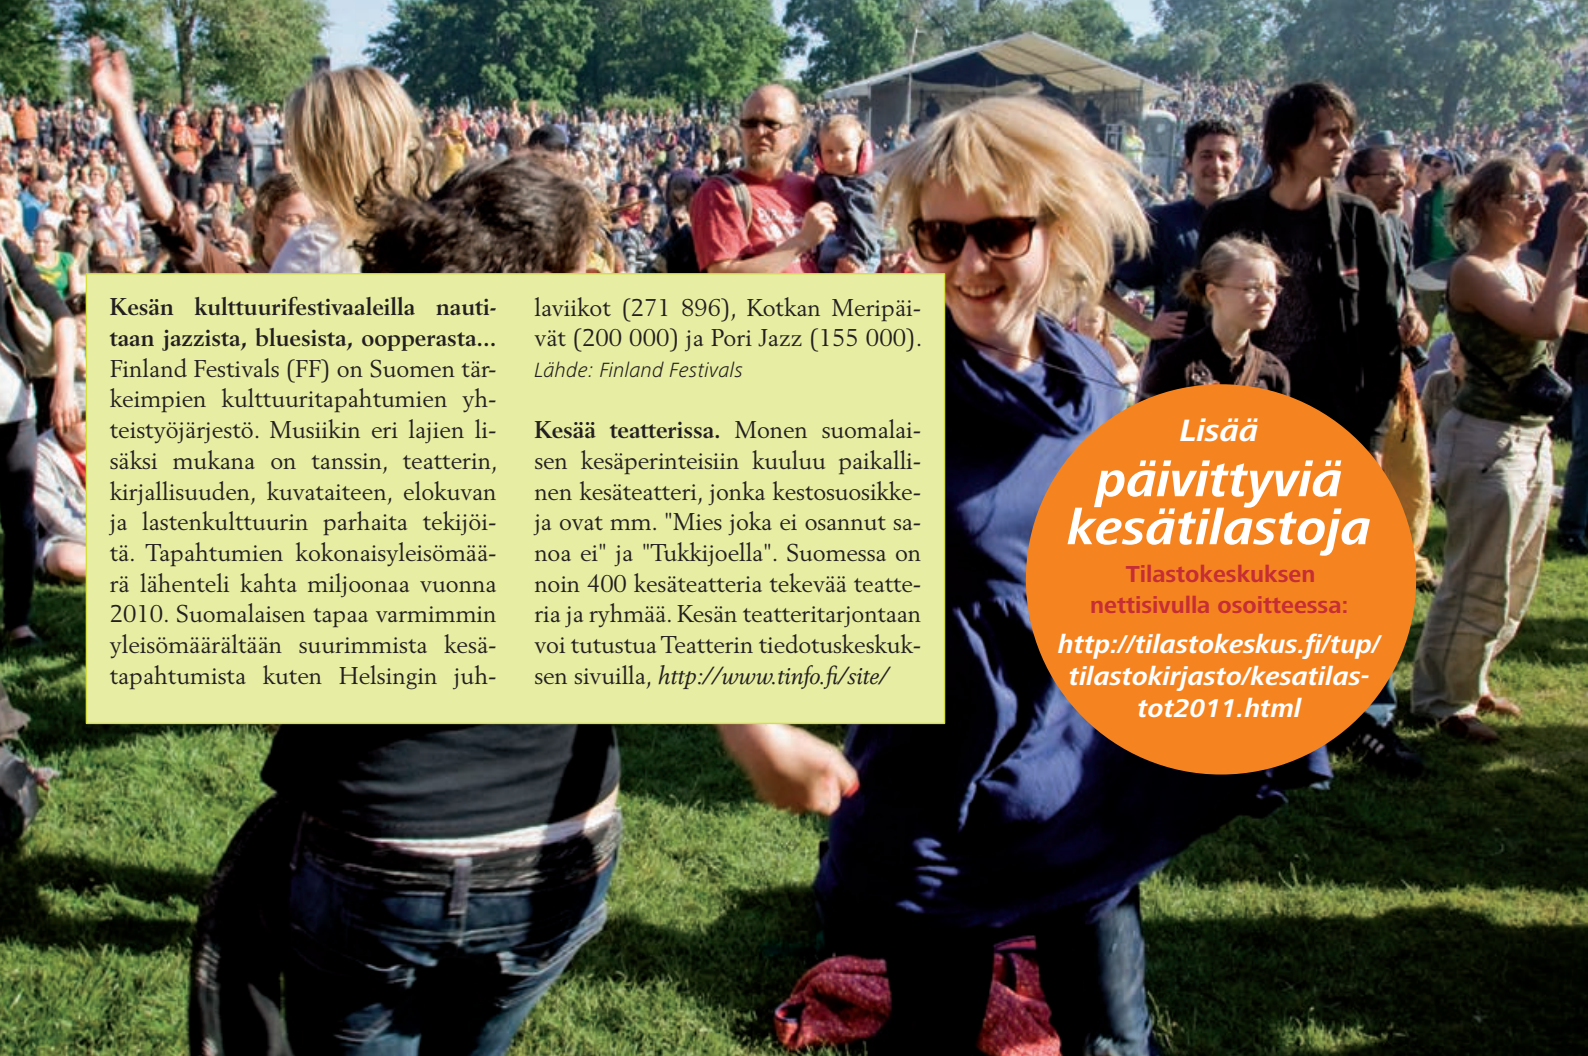 Kesän kulttuurifestivaaleilla nauti-
taan jazzista, bluesista, oopperasta...
Finland Festivals (FF) on Suomen tär-
keimpien kulttuuritapahtumien yh-
teistyöjärjestö. Musiikin eri lajien li-
säksi mukana on tanssin, teatterin,
kirjallisuuden, kuvataiteen, elokuvan
ja lastenkulttuurin parhaita tekijöi-
tä. Tapahtumien kokonaisyleisömää-
rä lähenteli kahta miljoonaa vuonna
2010. Suomalaisen tapaa varmimmin
yleisömäärältään suurimmista kesä-
tapahtumista kuten Helsingin juh-
laviikot (271 896), Kotkan Meripäi-
vät (200 000) ja Pori Jazz (155 000).
Lähde: Finland Festivals
Kesää teatterissa. Monen suomalai-
sen kesäperinteisiin kuuluu paikalli-
nen kesäteatteri, jonka kestosuosikke-
ja ovat mm. "Mies joka ei osannut sa-
noa ei" ja "Tukkijoella". Suomessa on
noin 400 kesäteatteria tekevää teatte-
ria ja ryhmää. Kesän teatteritarjontaan
voi tutustua Teatterin tiedotuskeskuk-
sen sivuilla, http://www.tinfo.fi/site/
Lisää
päivittyviä
kesätilastoja
Tilastokeskuksen
nettisivulla osoitteessa:
http://tilastokeskus.fi/tup/
tilastokirjasto/kesatilas-
tot2011.html